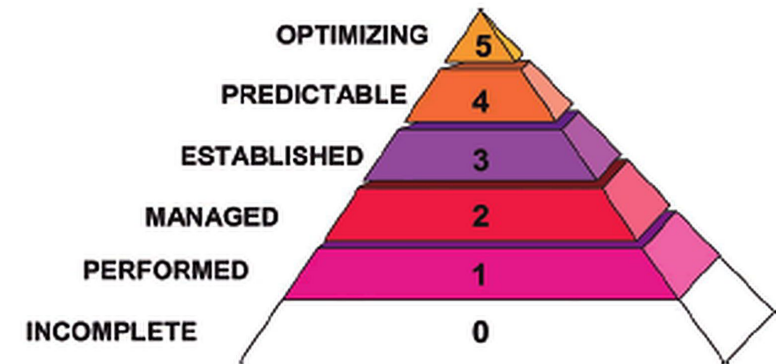 OPTIMIZING 5
PREDICTABLE 4
ESTABLISHED 3
MANAGED 2
PERFORMED 1
INCOMPLETE 0